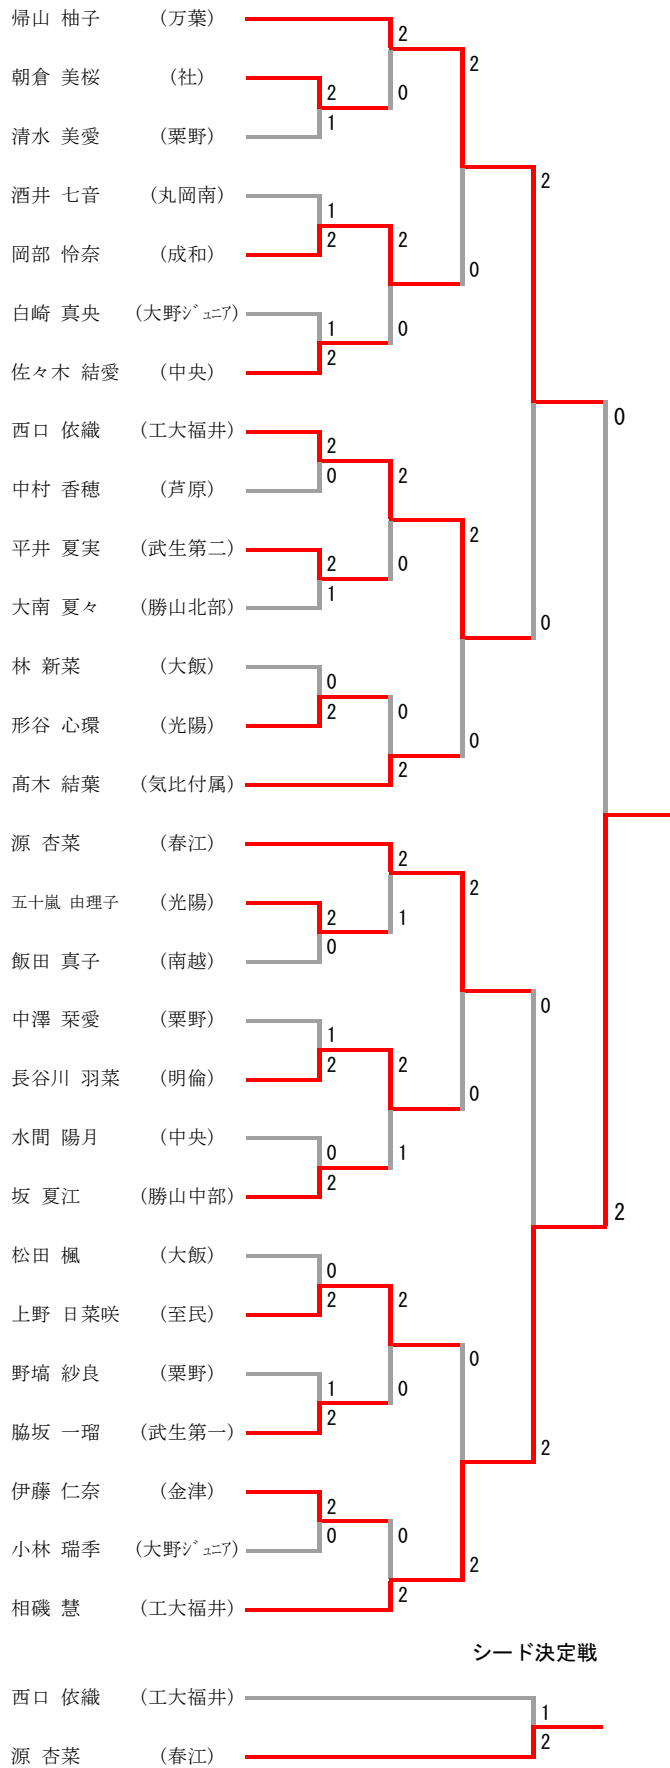 帰山 柚子 (万葉)
2
2
朝倉 美桜 (社)
2
0
1
清水 美愛 (粟野)
2
酒井 七音 (丸岡南)
1
2
2
岡部 怜奈 (成和)
0
白崎 真央 (大野ジュニア)
1
0
2
佐々木 結愛 (中央)
0
西口 依織 (工大福井)
2
0
2
中村 香穂 (芦原)
2
平井 夏実 (武生第二)
2
0
1
大南 夏々 (勝山北部)
0
林 新菜 (大飯)
0
2
0
形谷 心環 (光陽)
0
2
髙木 結葉 (気比付属)
源 杏菜 (春江)
2
2
五十嵐 由理子 (光陽)
2
1
0
飯田 真子 (南越)
0
中澤 栞愛 (粟野)
1
2
2
長谷川 羽菜 (明倫)
0
水間 陽月 (中央)
0
1
2
坂 夏江 (勝山中部)
2
松田 楓 (大飯)
0
2
2
上野 日菜咲 (至民)
0
野塙 紗良 (粟野)
1
0
2
脇坂 一瑠 (武生第一)
2
伊藤 仁奈 (金津)
2
0
0
小林 瑞季 (大野ジュニア)
2
2
相磯 慧 (工大福井)
シード決定戦
西口 依織 (工大福井)
1
2
源 杏菜 (春江)